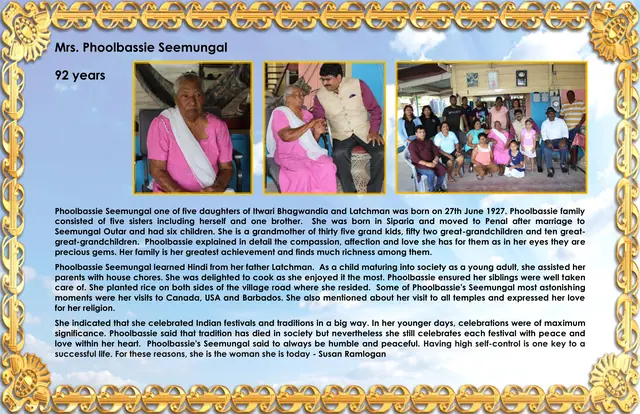 Mrs. Phoolbassie Seemungal
92 years
Phoolbassie Seemungal one of five daughters of Itwari Bhagwandia and Latchman was born on 27th June 1927. Phoolbassie family
consisted of five sisters including herself and one brother. She was born in Siparia and moved to Penal after marriage to
Seemungal Outar and had six children. She is a grandmother of thirty five grand kids, fifty two great-grandchildren and ten great-
great-grandchildren. Phoolbassie explained in detail the compassion, affection and love she has for them as in her eyes they are
precious gems. Her family is her greatest achievement and finds much richness among them.
Phoolbassie Seemungal learned Hindi from her father Latchman. As a child maturing into society as a young adult, she assisted her
parents with house chores. She was delighted to cook as she enjoyed it the most. Phoolbassie ensured her siblings were well taken
care of. She planted rice on both sides of the village road where she resided. Some of Phoolbassie's Seemungal most astonishing
moments were her visits to Canada, USA and Barbados. She also mentioned about her visit to all temples and expressed her love
for her religion.
She indicated that she celebrated Indian festivals and traditions in a big way. In her younger days, celebrations were of maximum
significance. Phoolbassie said that tradition has died in society but nevertheless she still celebrates each festival with peace and
love within her heart. Phoolbassie's Seemungal said to always be humble and peaceful. Having high self-control is one key to a
successful life. For these reasons, she is the woman she is today - Susan Ramlogan